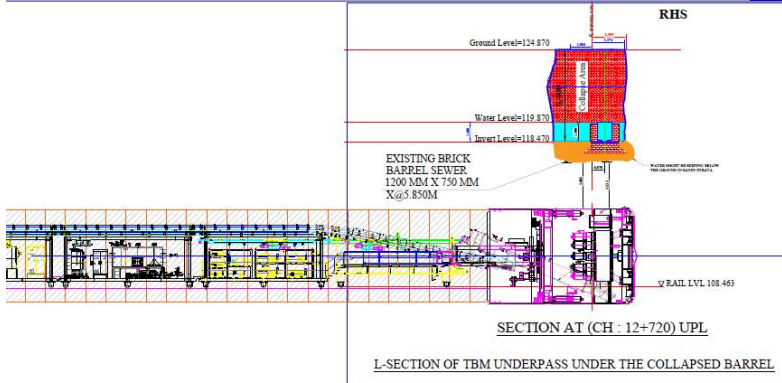 RHS
Ground Level=124.870
Collapse Area
Water Level=119.870
Invert Level=118.470
EXISTING BRICK
BARREL SEWER
1200 MM X 750 MM
X@5.850M
WATER MIGHT BE SEEPING BELOW
THE GROUND IN SANDY STRATA
RAIL LVL 108.463
SECTION AT (CH : 12+720) UPL
L-SECTION OF TBM UNDERPASS UNDER THE COLLAPSED BARREL